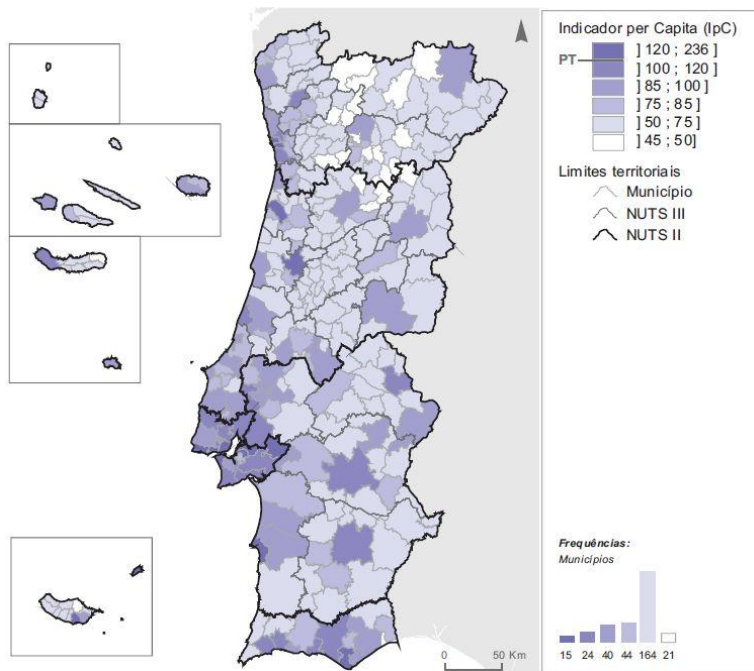 Indicador per Capita (IpC)
PT
] 120 ; 236 ]
] 100 ; 120 ]
] 85 ; 100 ]
] 75 ; 85 ]
] 50 ; 75 ]
] 45 ; 50]
Limites territoriais
Município
NUTS III
NUTS II
Frequências:
Municípios
15 24 40 44 164 21
0 50 Km